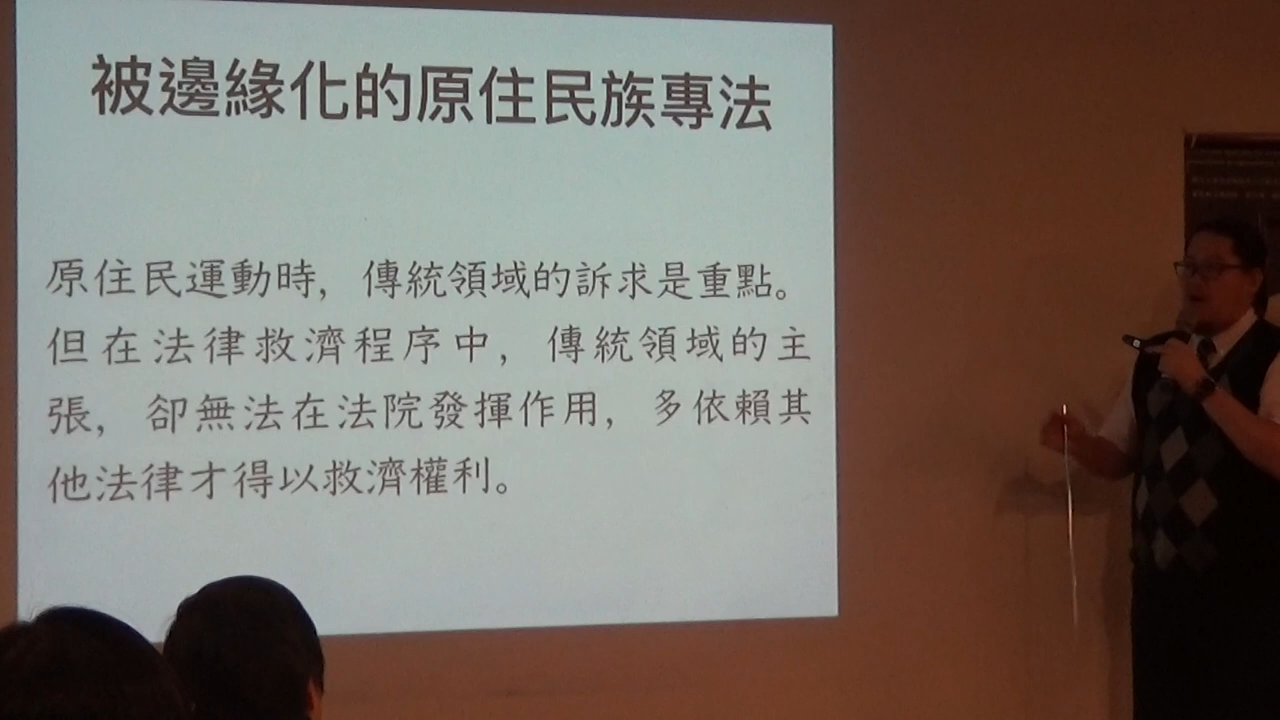 被邊緣化的原住民族專法
原住民運動時，傳統領域的訴求是重點。
但在法律救濟程序中，傳統領域的主
張，卻無法在法院發揮作用，多依賴其
他法律才得以救濟權利。